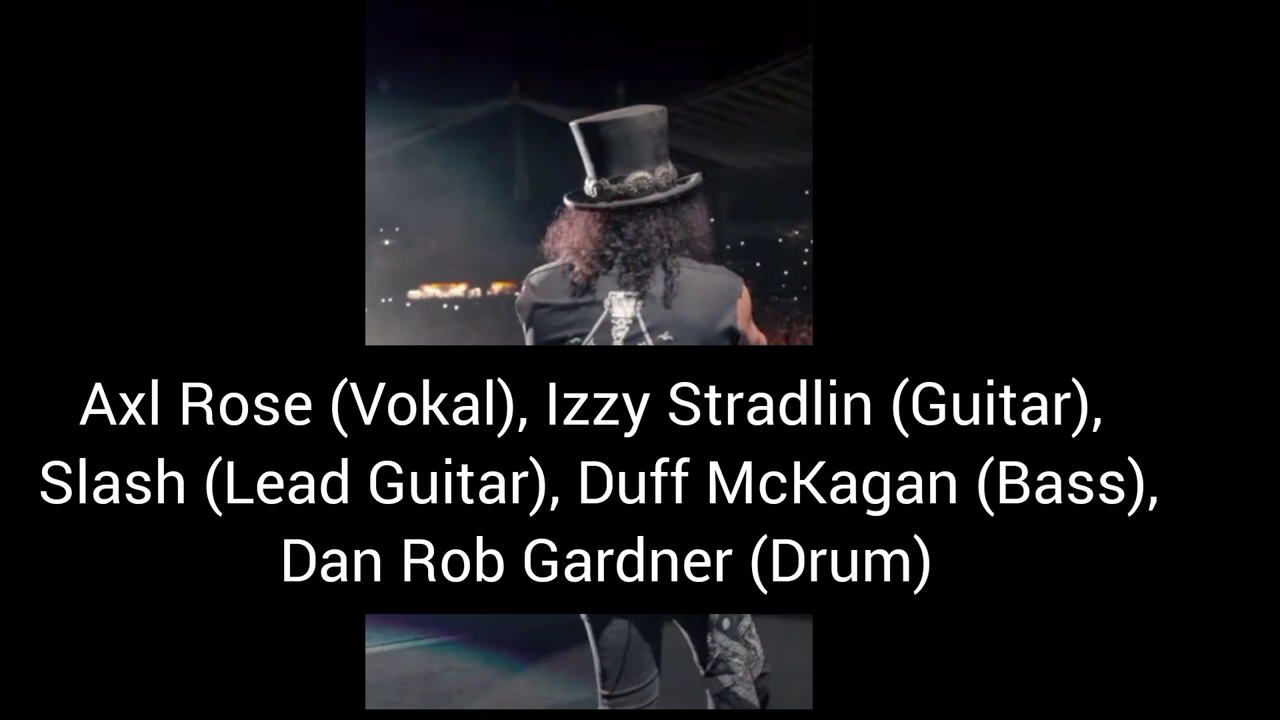 Axl Rose (Vokal), Izzy Stradlin (Guitar),
Slash (Lead Guitar), Duff McKagan (Bass),
Dan Rob Gardner (Drum)